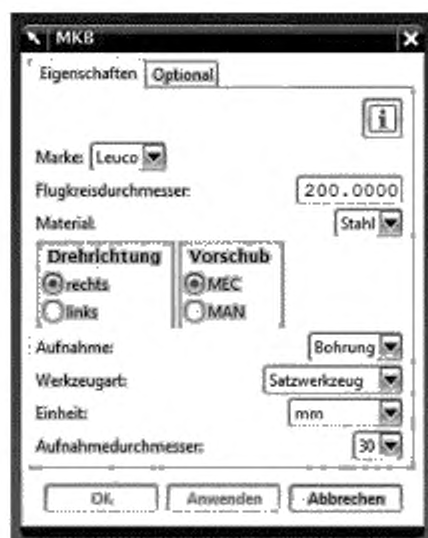 MKB
Eigenschaften Optional
i
Marke: Leuco
Flugkreisdurchmesser: 200.0000
Material: Stahl
Drehrichtung Vorschub
rechts MEC
links MAN
Aufnahme: Bohrung
Werkzeugart: Satzwerkzeug
Einheit: mm
Aufnahmedurchmesser: 30
OK Anwenden Abbrechen